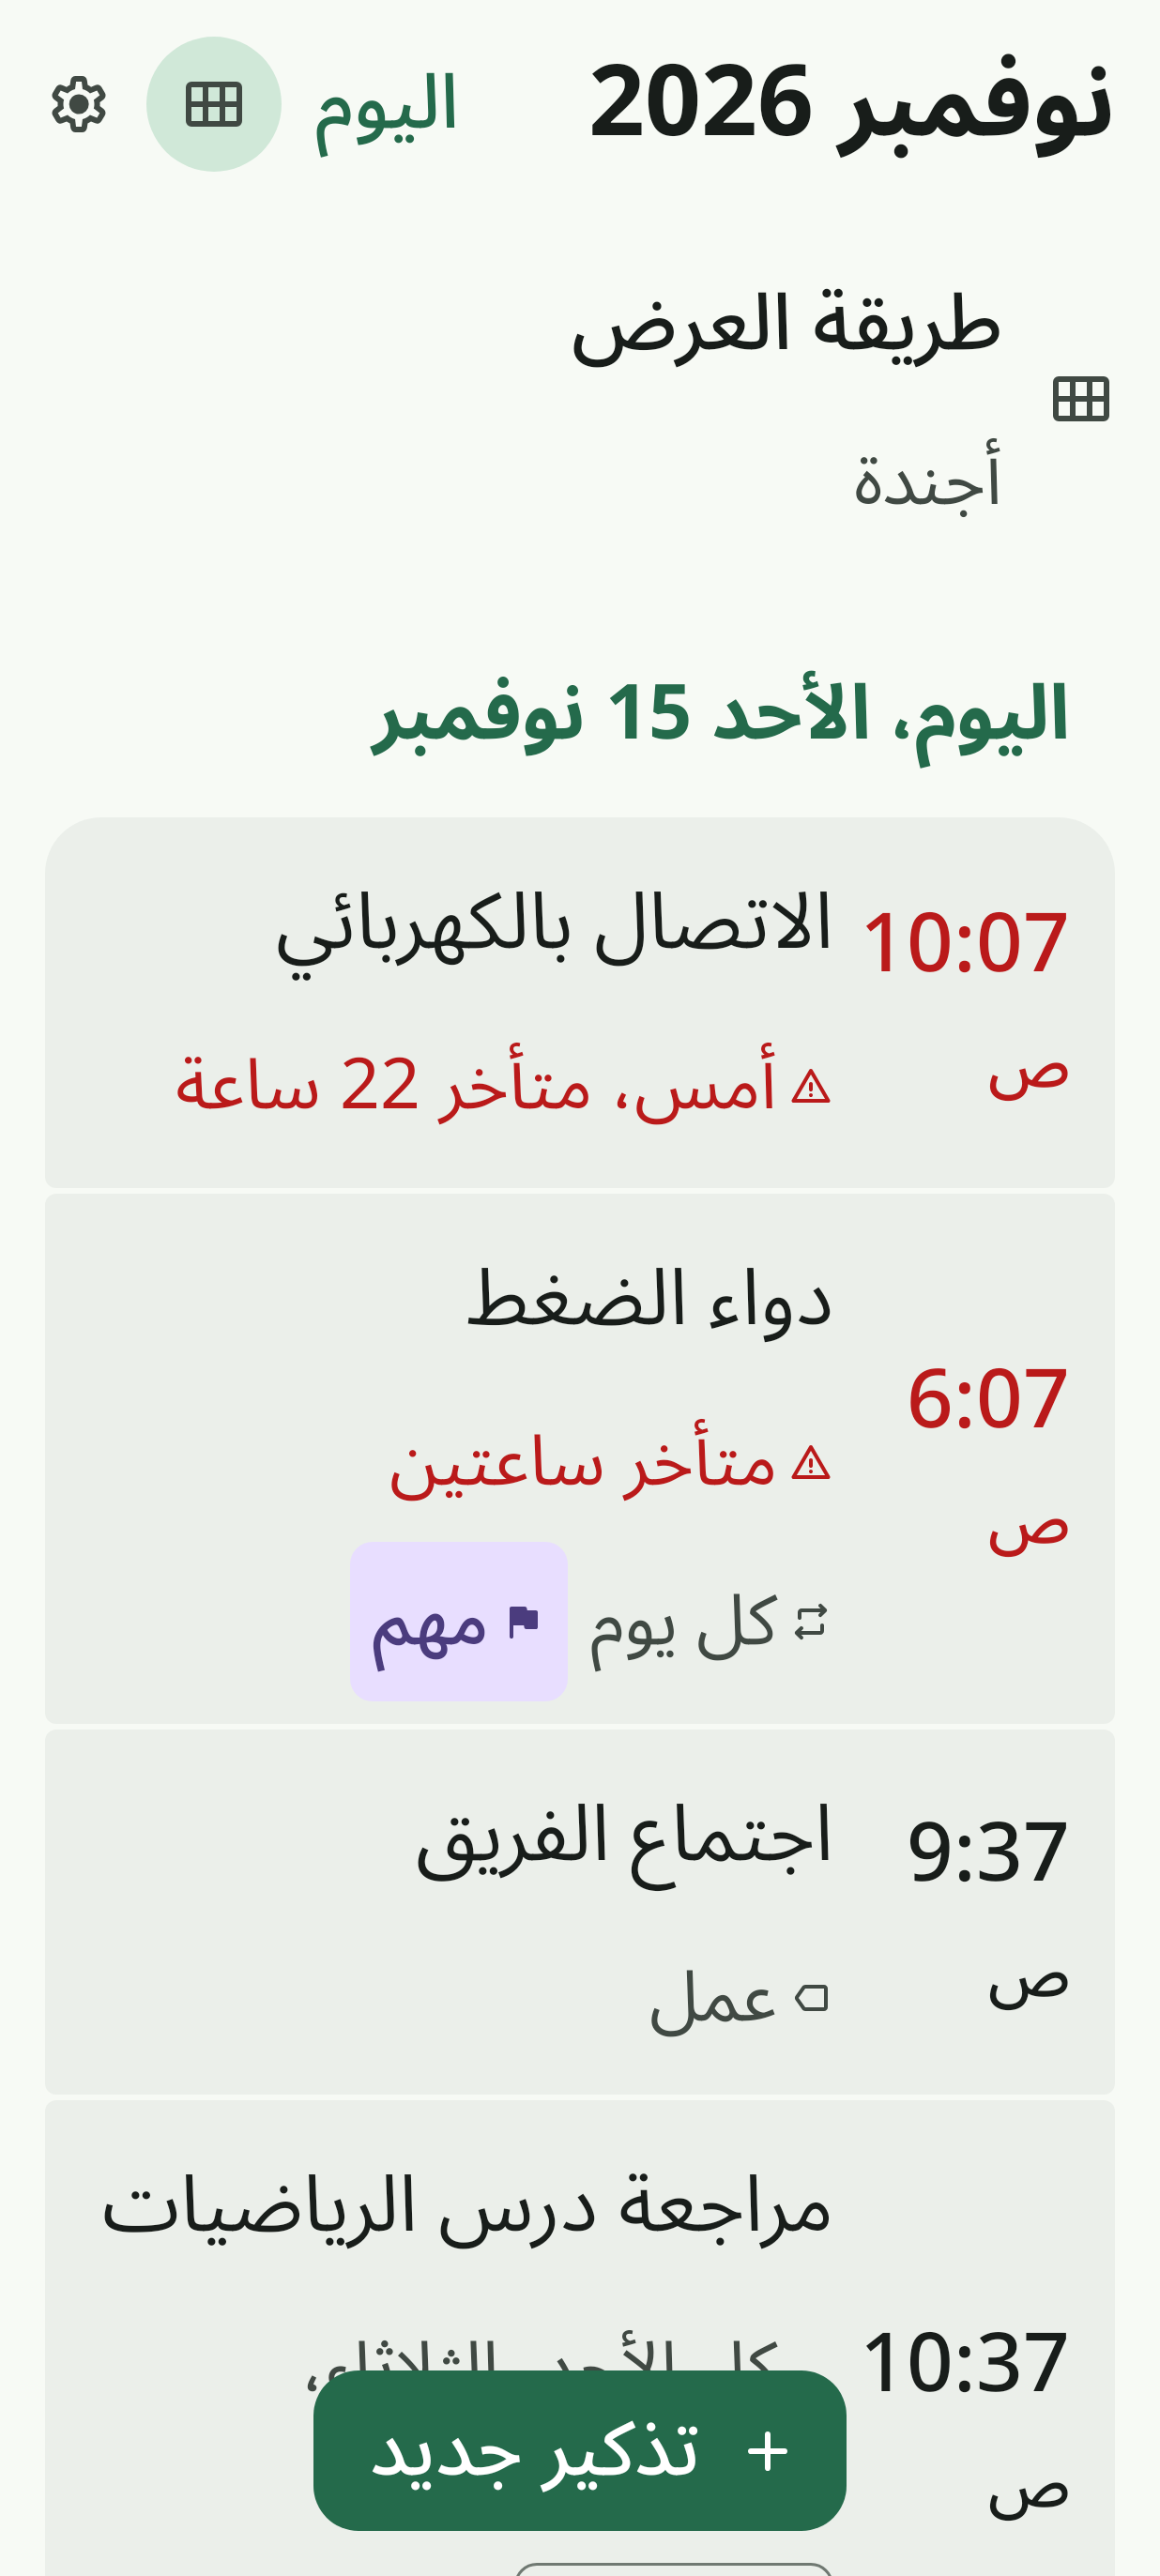 نوفمبر 2026
اليوم
طريقة العرض
أجندة
اليوم، الأحد 15 نوفمبر
10:07 ص
الاتصال بالكهربائي
أمس، متأخر 22 ساعة
6:07 ص
دواء الضغط
متأخر ساعتين
كل يوم
مهم
9:37 ص
اجتماع الفريق
عمل
10:37 ص
مراجعة درس الرياضيات
تذكير جديد